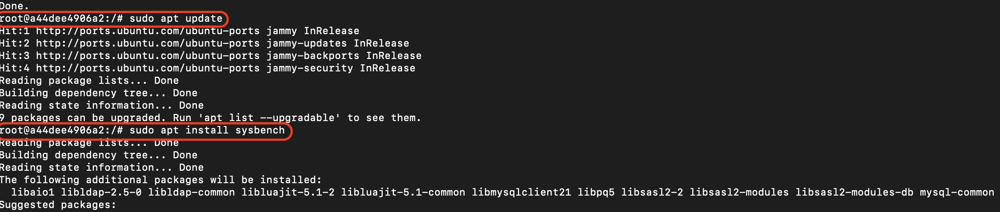 Done.
root@a44dee4906a2:/# sudo apt update
Hit:1 http://ports.ubuntu.com/ubuntu-ports jammy InRelease
Hit:2 http://ports.ubuntu.com/ubuntu-ports jammy-updates InRelease
Hit:3 http://ports.ubuntu.com/ubuntu-ports jammy-backports InRelease
Hit:4 http://ports.ubuntu.com/ubuntu-ports jammy-security InRelease
Reading package lists... Done
Building dependency tree... Done
Reading state information... Done
9 packages can be upgraded. Run 'apt list --upgradable' to see them.
root@a44dee4906a2:/# sudo apt install sysbench
Reading package lists... Done
Building dependency tree... Done
Reading state information... Done
The following additional packages will be installed:
  libaio1 libldap-2.5-0 libldap-common libluajit-5.1-2 libluajit-5.1-common libmysqlclient21 libpq5 libsasl2-2 libsasl2-modules libsasl2-modules-db mysql-common
Suggested packages: